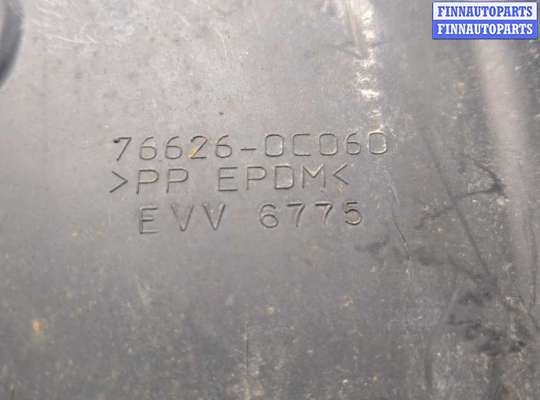 FINNAUTOPARTS
FINNAUTOPARTS
76626-0C060
>PP EPDM<
EVV 6775